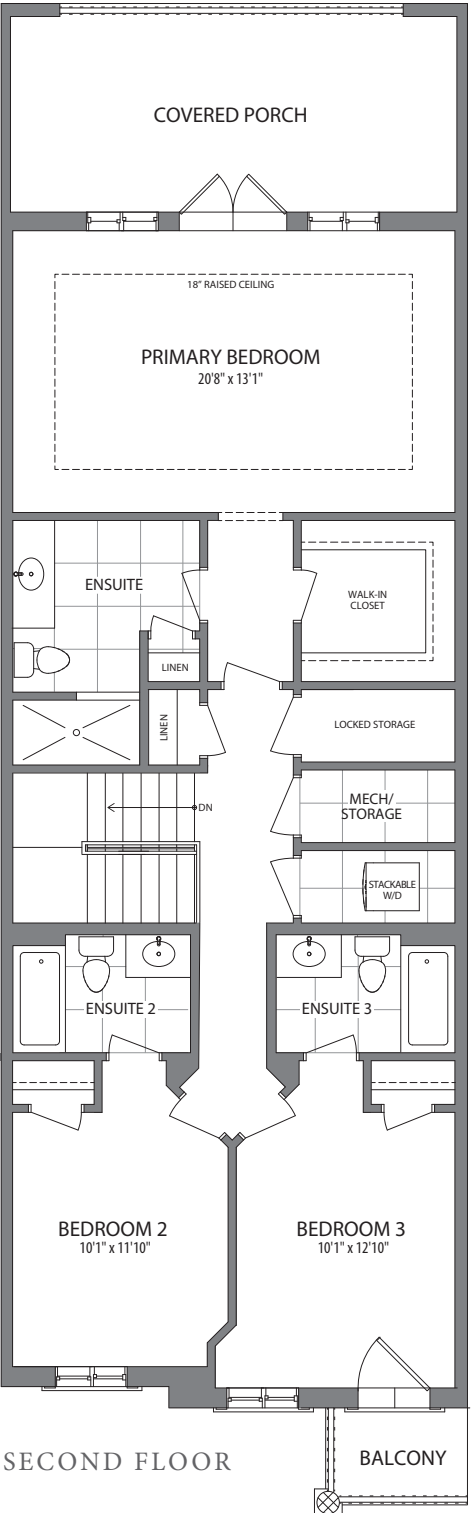 COVERED PORCH
18" RAISED CEILING
PRIMARY BEDROOM
20'8" x 13'1"
ENSUITE
WALK-IN
CLOSET
LINEN
LINEN
LOCKED STORAGE
DN
MECH/
STORAGE
STACKABLE
W/D
ENSUITE 2
ENSUITE 3
BEDROOM 2
10'1" x 11'10"
BEDROOM 3
10'1" x 12'10"
SECOND FLOOR
BALCONY